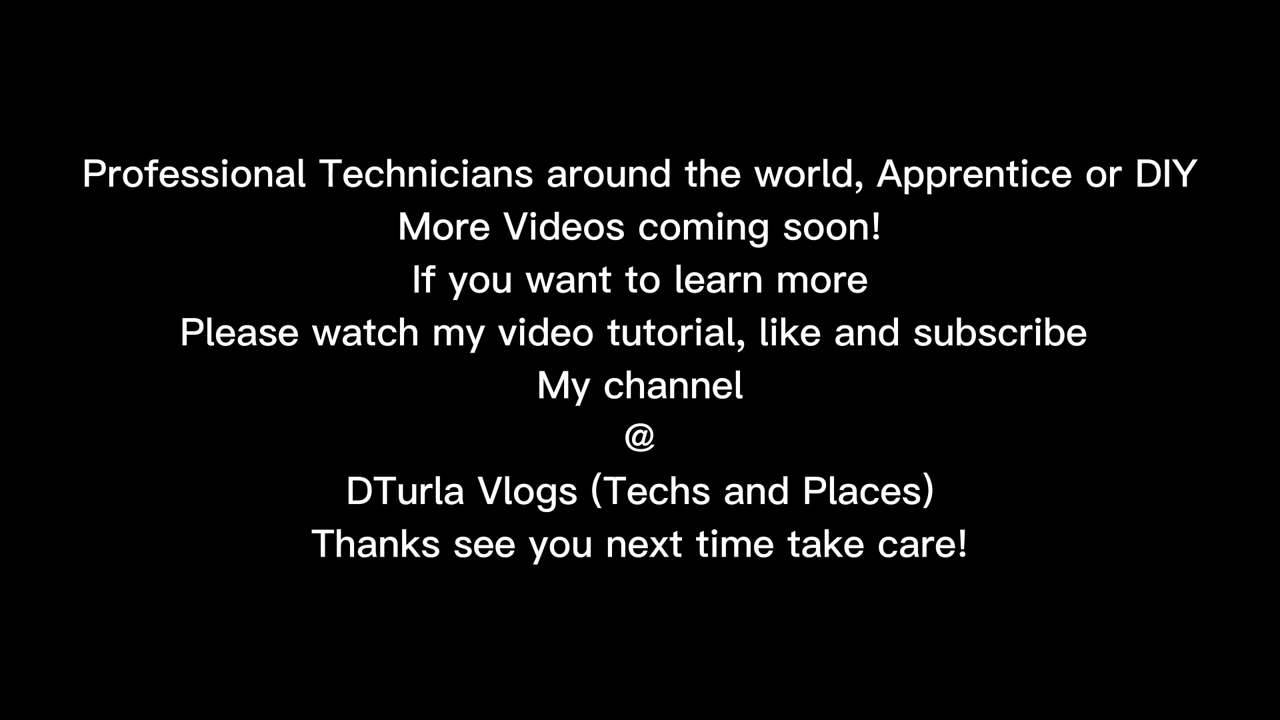 Professional Technicians around the world, Apprentice or DIY
More Videos coming soon!
If you want to learn more
Please watch my video tutorial, like and subscribe
My channel
@
DTurla Vlogs (Techs and Places)
Thanks see you next time take care!